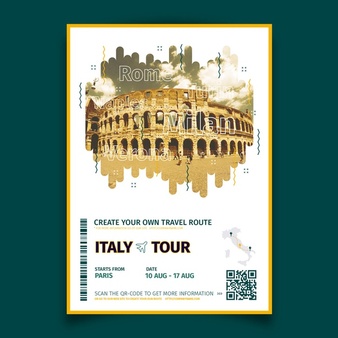 Rome
Milan
Verona
CREATE YOUR OWN TRAVEL ROUTE
ITALY TOUR
STARTS FROM
PARIS
DATE
10 AUG - 17 AUG
SCAN THE QR-CODE TO GET MORE INFORMATION